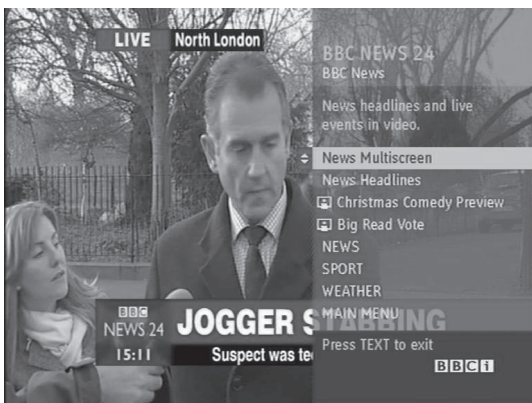 LIVE North London
BBC NEWS 24
BBC News
News headlines and live
events in video.
News Multiscreen
News Headlines
Christmas Comedy Preview
Big Read Vote
NEWS
SPORT
WEATHER
MAIN MENU
Press TEXT to exit
BBCi
BBC
NEWS 24
15:11
JOGGER STABBING
Suspect was